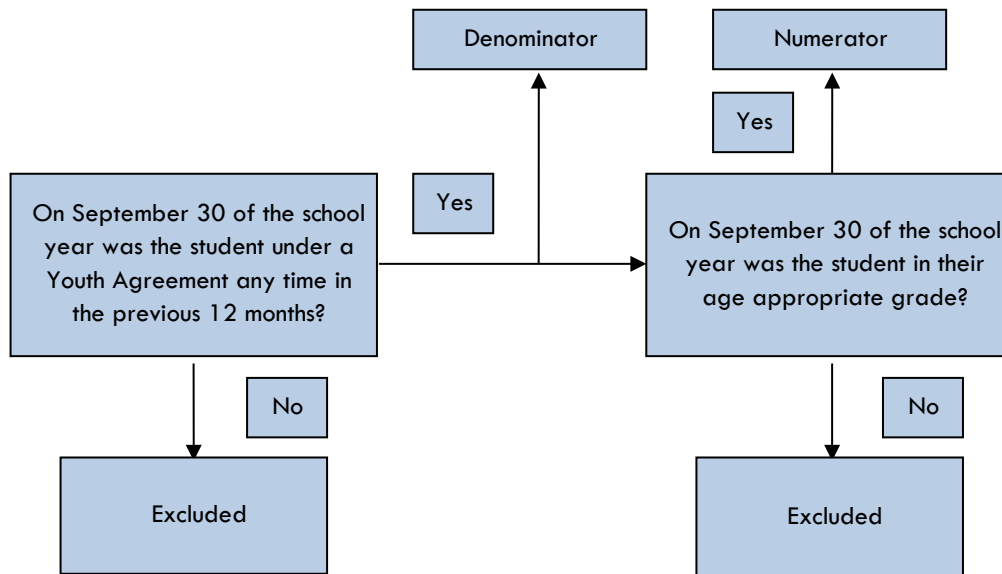 Denominator
Numerator
Yes
Yes
On September 30 of the school
year was the student under a
Youth Agreement any time in
the previous 12 months?
On September 30 of the school
year was the student in their
age appropriate grade?
No
No
Excluded
Excluded